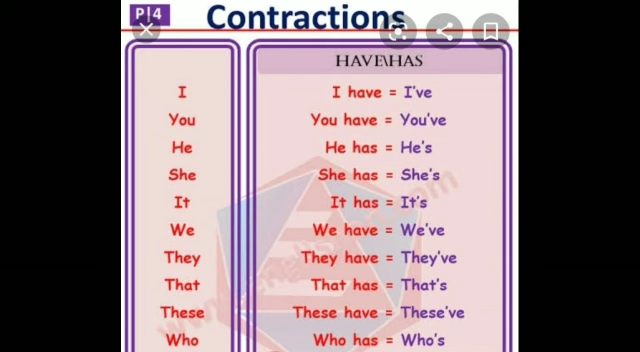 P|4
Contractions
HAVE\HAS
I I have = I've
You You have = You've
He He has = He's
She She has = She's
It It has = It's
We We have = We've
They They have = They've
That That has = That's
These These have = These've
Who Who has = Who's